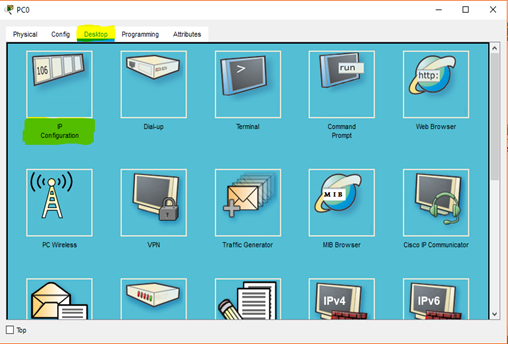 PC0
Physical Config Desktop Programming Attributes
106
>
run
http:
IP
Configuration
Dial-up
Terminal
Command
Prompt
Web Browser
MIB
PC Wireless
VPN
Traffic Generator
MIB Browser
Cisco IP Communicator
IPv4
IPv6
Top